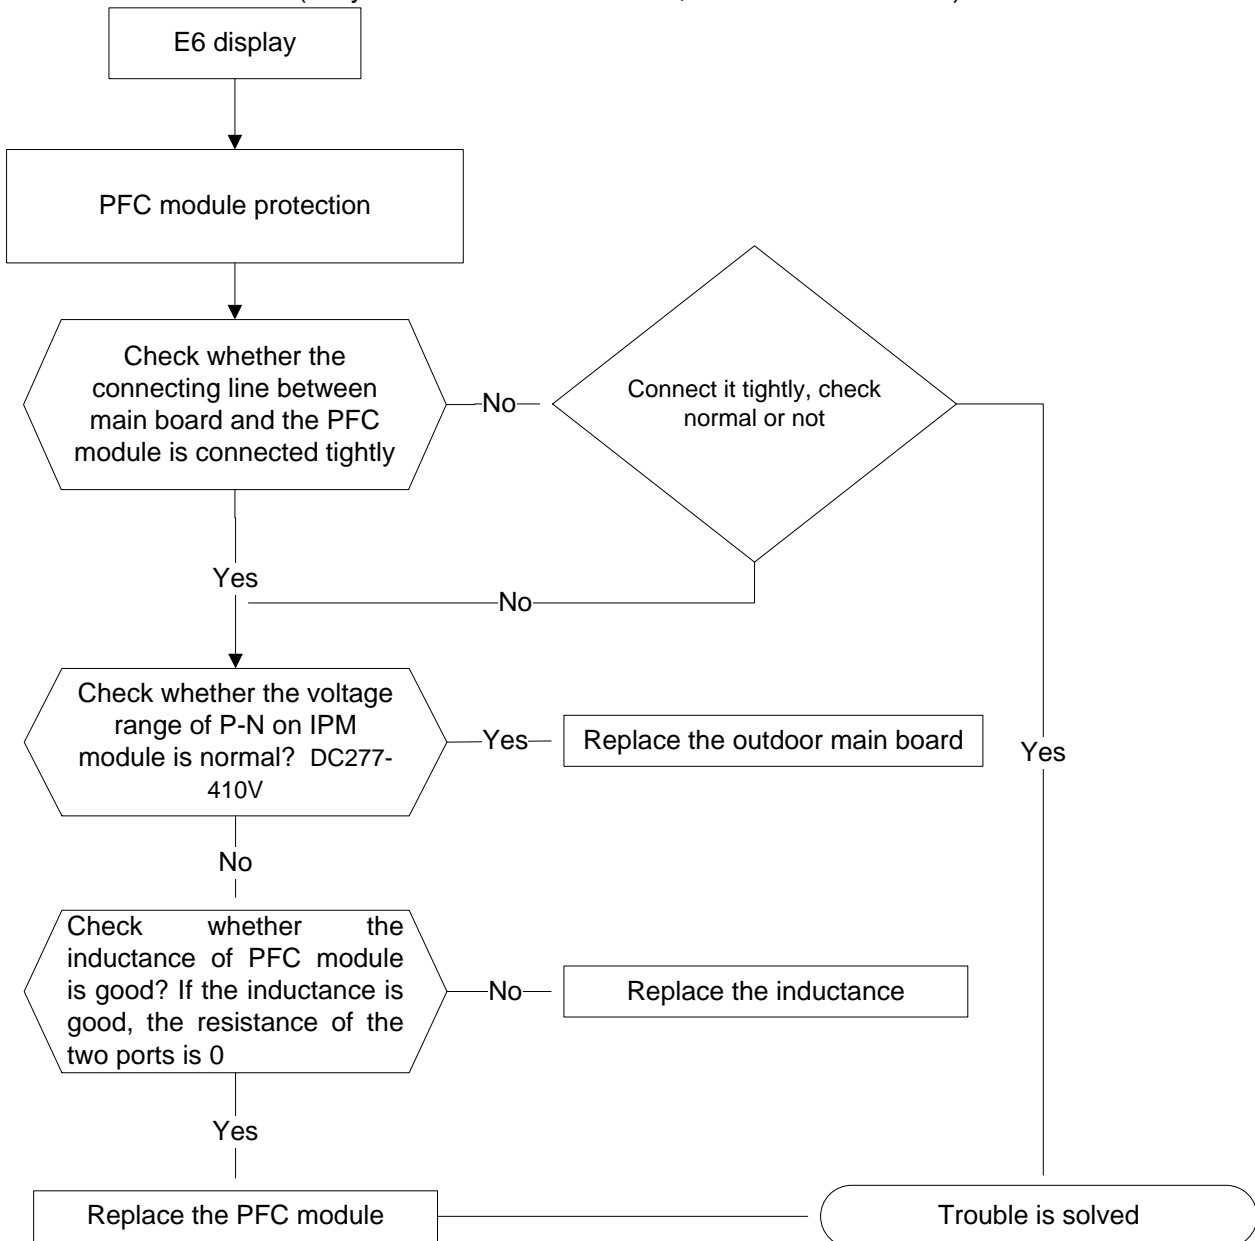 E6 display
PFC module protection
Check whether the
connecting line between
main board and the PFC
module is connected tightly
No
Connect it tightly, check
normal or not
Yes
No
Check whether the voltage
range of P-N on IPM
module is normal? DC277-
410V
Yes
Replace the outdoor main board
Yes
No
Check whether the
inductance of PFC module
is good? If the inductance is
good, the resistance of the
two ports is 0
No
Replace the inductance
Yes
Replace the PFC module
Trouble is solved